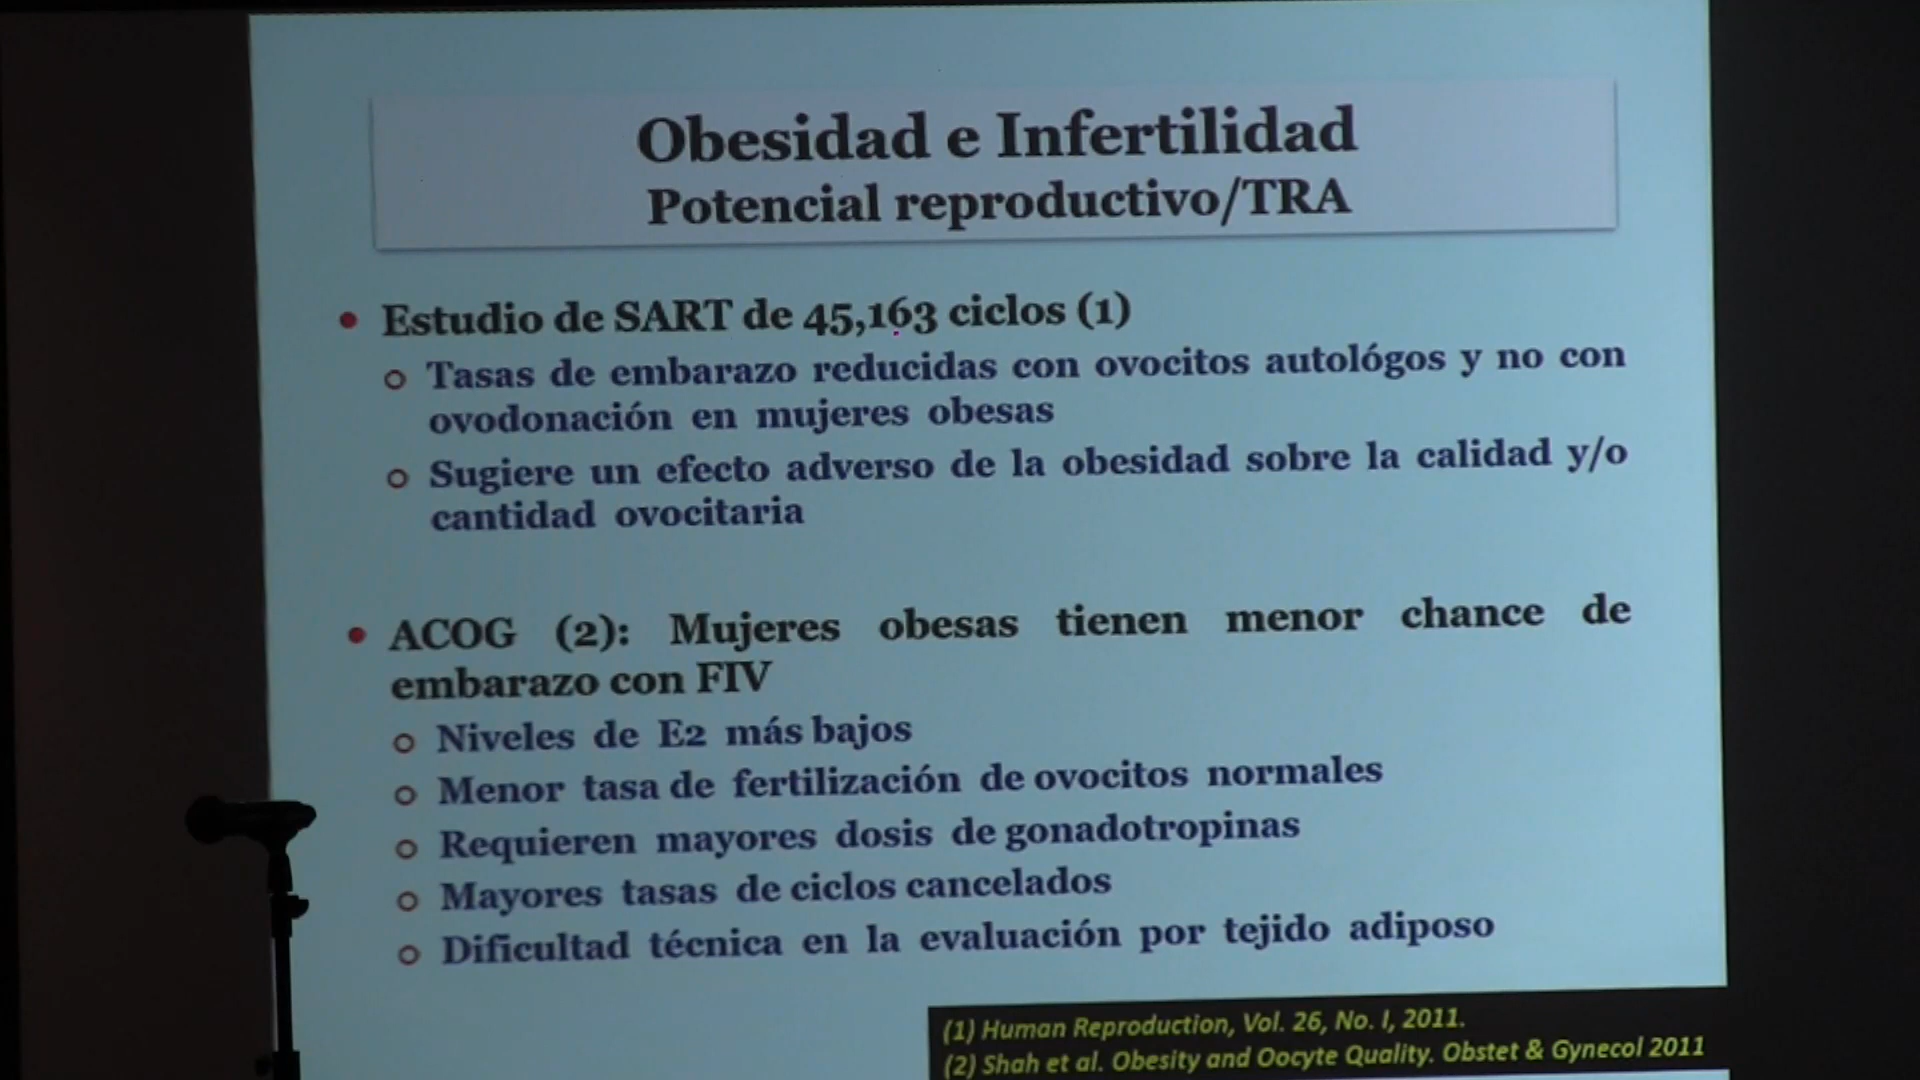 Obesidad e Infertilidad
Potencial reproductivo/TRA
• Estudio de SART de 45,163 ciclos (1)
o Tasas de embarazo reducidas con ovocitos autológos y no con
ovodonación en mujeres obesas
o Sugiere un efecto adverso de la obesidad sobre la calidad y/o
cantidad ovocitaria
• ACOG (2): Mujeres obesas tienen menor chance de
embarazo con FIV
o Niveles de E2 más bajos
o Menor tasa de fertilización de ovocitos normales
o Requieren mayores dosis de gonadotropinas
o Mayores tasas de ciclos cancelados
o Dificultad técnica en la evaluación por tejido adiposo
(1) Human Reproduction, Vol. 26, No. I, 2011.
(2) Shah et al. Obesity and Oocyte Quality. Obstet & Gynecol 2011